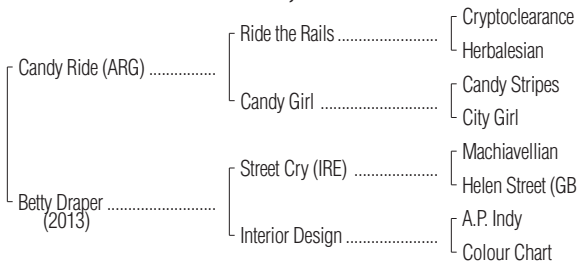 Cryptoclearance
Ride the Rails ........................
Herbalesian
Candy Ride (ARG) ................
Candy Stripes
Candy Girl ............................
City Girl
Machiavellian
Street Cry (IRE) ....................
Helen Street (GB
Betty Draper ..........................
(2013)
A.P. Indy
Interior Design ......................
Colour Chart